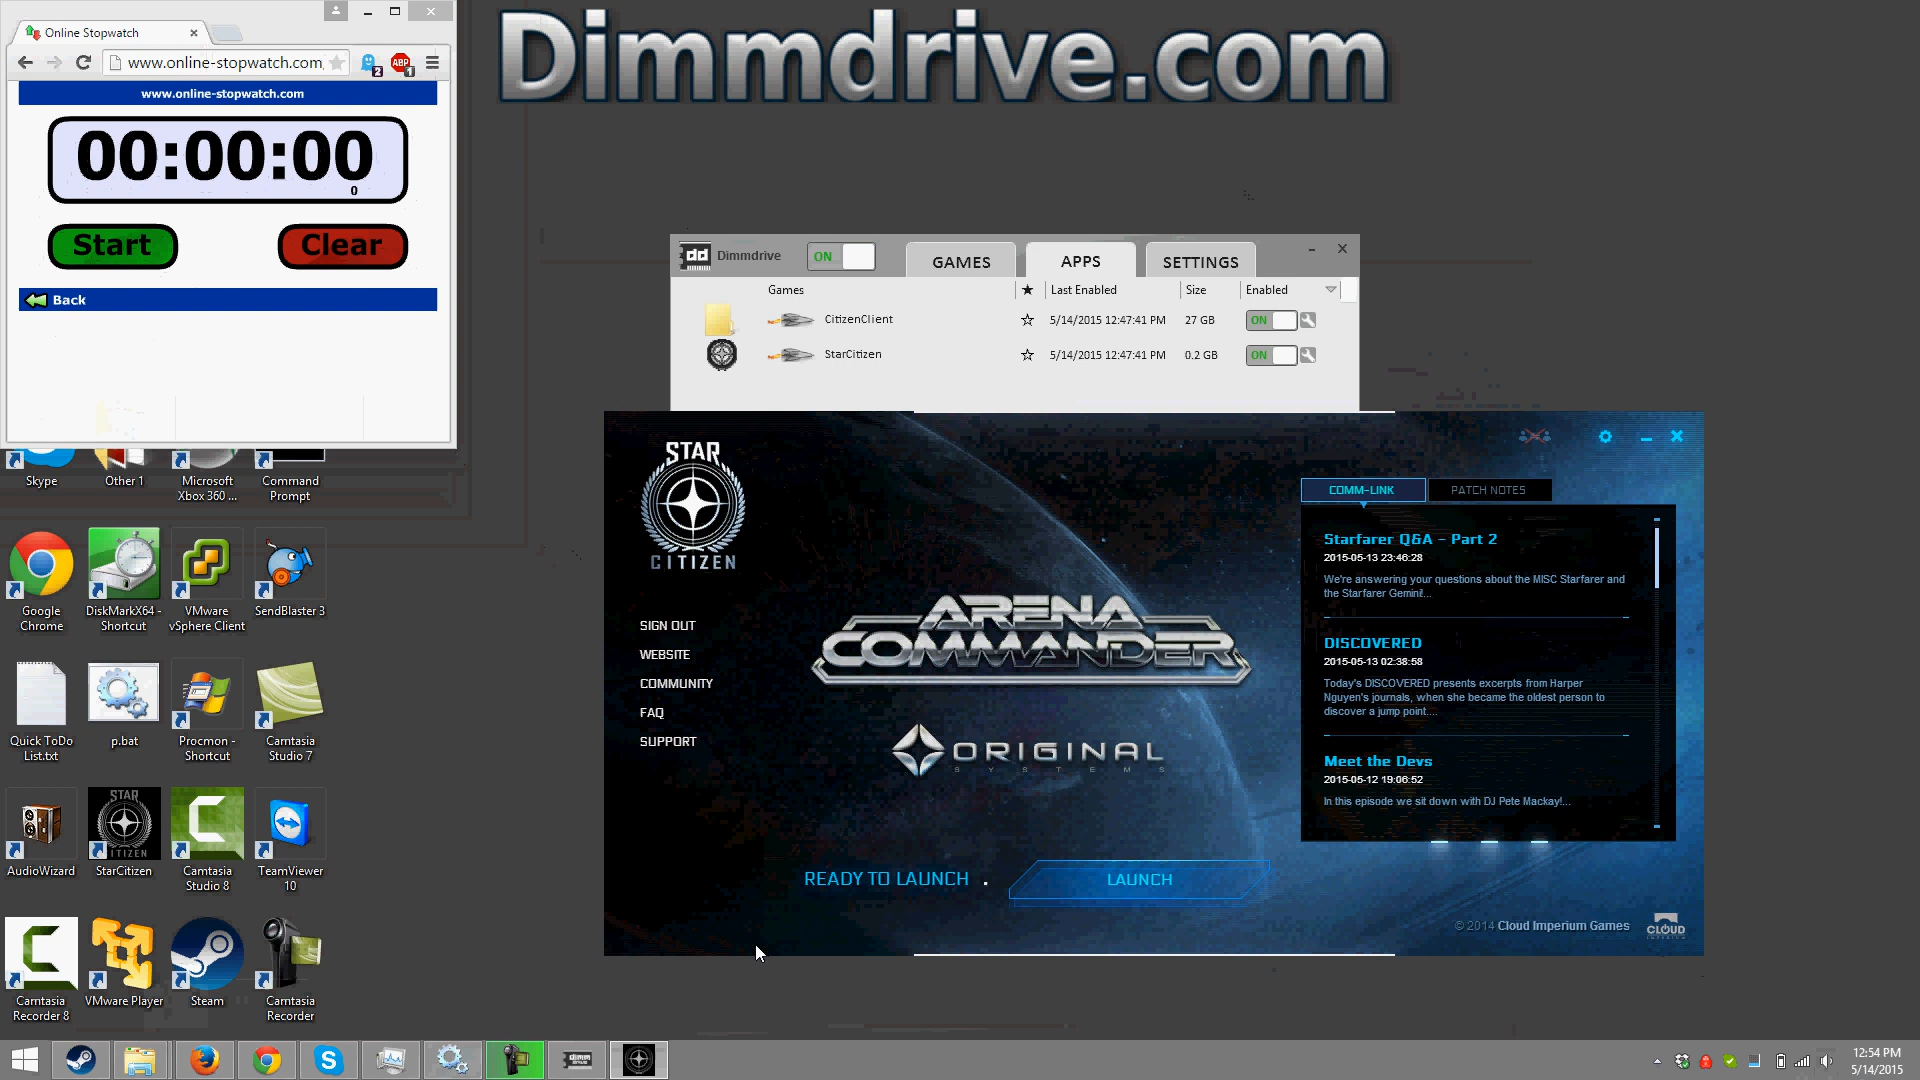 Dimmdrive.com
Online Stopwatch
www.online-stopwatch.com
2
ABP
1
www.online-stopwatch.com
00:00:00
0
Start
Clear
Back
dd
Dimmdrive
ON
GAMES
APPS
SETTINGS
Games
Last Enabled
Size
Enabled
CitizenClient
5/14/2015 12:47:41 PM
27 GB
ON
StarCitizen
5/14/2015 12:47:41 PM
0.2 GB
ON
STAR
CITIZEN
SIGN OUT
WEBSITE
COMMUNITY
FAQ
SUPPORT
ARENA
COMMANDER
ORIGINAL
SYSTEMS
COMM-LINK
PATCH NOTES
Starfarer Q&A - Part 2
2015-05-13 23:46:28
We're answering your questions about the MISC Starfarer and
the Starfarer Gemini!...
DISCOVERED
2015-05-13 02:38:58
Today's DISCOVERED presents excerpts from Harper
Nguyen's journals, when she became the oldest person to
discover a jump point....
Meet the Devs
2015-05-12 19:06:52
In this episode we sit down with DJ Pete Mackay!...
READY TO LAUNCH .
LAUNCH
© 2014 Cloud Imperium Games
CLOUD
IMPERIUM
Skype
Other 1
Microsoft
Xbox 360 ...
Command
Prompt
Google
Chrome
DiskMarkX64 -
Shortcut
VMware
vSphere Client
SendBlaster 3
Quick ToDo
List.txt
p.bat
Procmon -
Shortcut
Camtasia
Studio 7
STAR
CITIZEN
AudioWizard
StarCitizen
Camtasia
Studio 8
TeamViewer
10
Camtasia
Recorder 8
VMware Player
Steam
Camtasia
Recorder
12:54 PM
5/14/2015